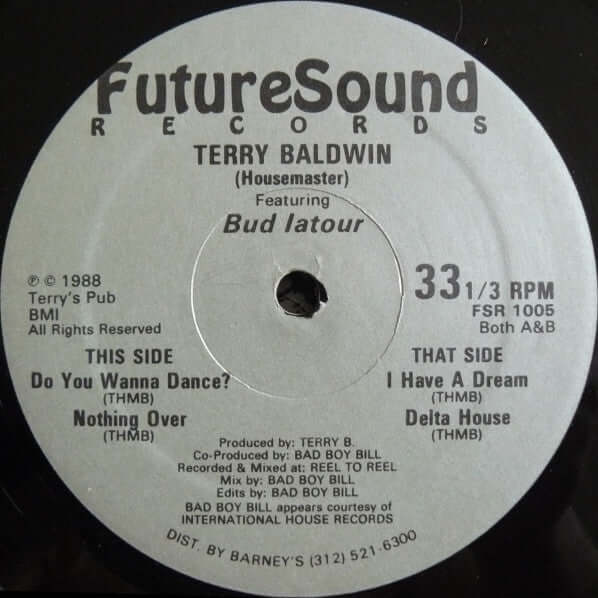 FutureSound
RECORDS
TERRY BALDWIN
(Housemaster)
Featuring
Bud latour
℗ © 1988
Terry's Pub
BMI
All Rights Reserved
33 1/3 RPM
FSR 1005
Both A&B
THIS SIDE
Do You Wanna Dance?
(THMB)
Nothing Over
(THMB)
THAT SIDE
I Have A Dream
(THMB)
Delta House
(THMB)
Produced by: TERRY B.
Co-Produced by: BAD BOY BILL
Recorded & Mixed at: REEL TO REEL
Mix by: BAD BOY BILL
Edits by: BAD BOY BILL
BAD BOY BILL appears courtesy of
INTERNATIONAL HOUSE RECORDS
DIST. BY BARNEY'S (312) 521-6300